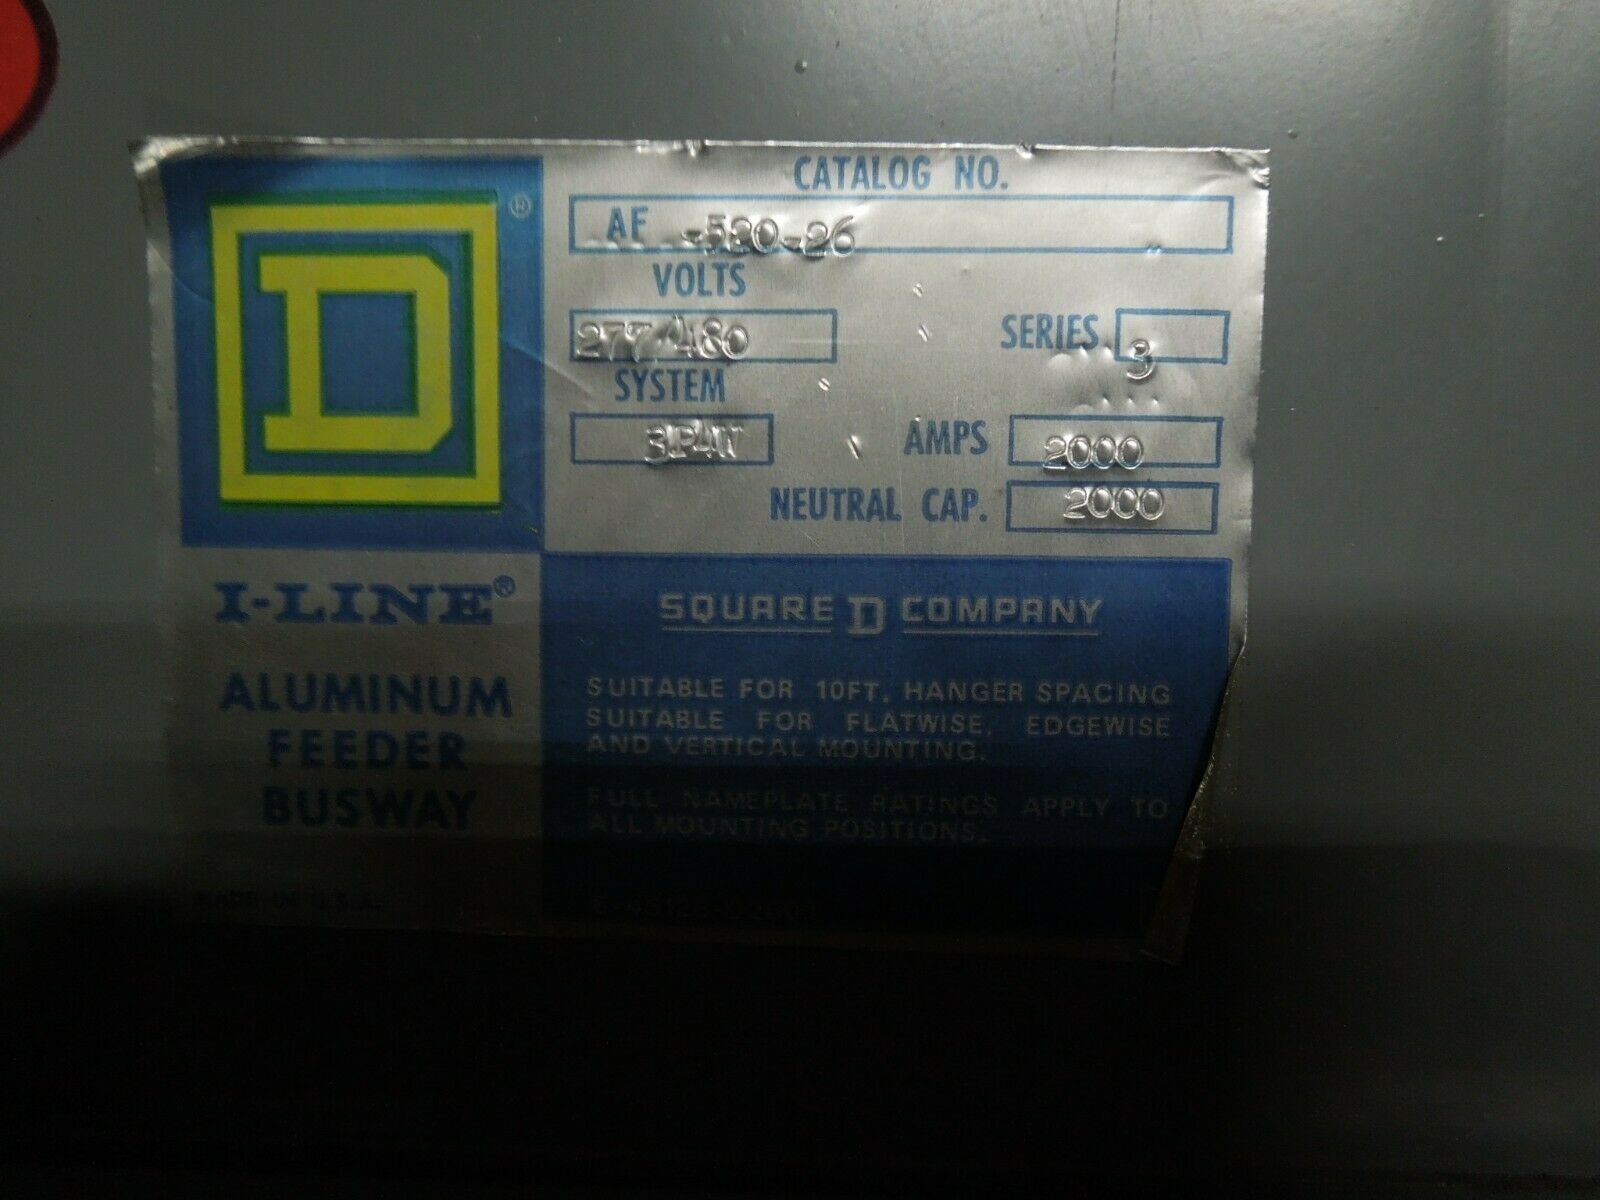 CATALOG NO.
AF -520-26
VOLTS
277/480
SERIES 3
SYSTEM
3P4W
AMPS 2000
NEUTRAL CAP. 2000
D ®
I-LINE®
ALUMINUM
FEEDER
BUSWAY
MADE IN U.S.A.
SQUARE D COMPANY
SUITABLE FOR 10FT. HANGER SPACING
SUITABLE FOR FLATWISE, EDGEWISE
AND VERTICAL MOUNTING.
FULL NAMEPLATE RATINGS APPLY TO
ALL MOUNTING POSITIONS.